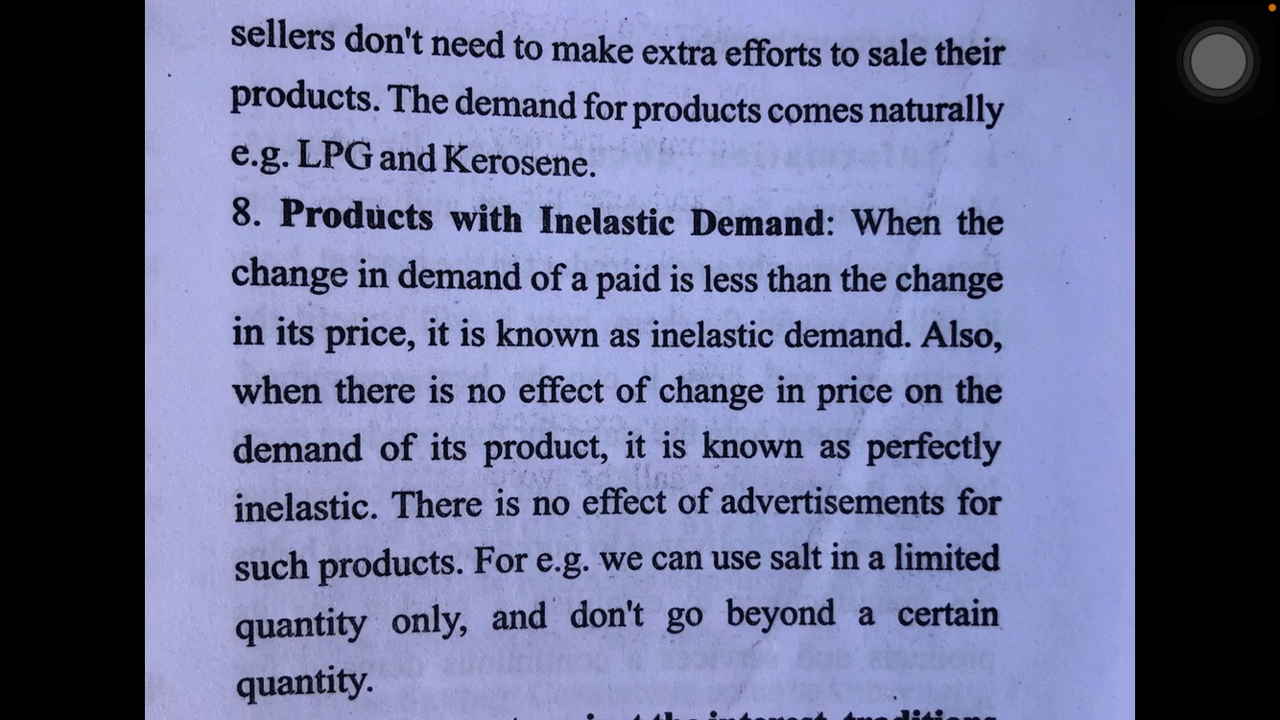 sellers don't need to make extra efforts to sale their
products. The demand for products comes naturally
e.g. LPG and Kerosene.
8. Products with Inelastic Demand: When the
change in demand of a paid is less than the change
in its price, it is known as inelastic demand. Also,
when there is no effect of change in price on the
demand of its product, it is known as perfectly
inelastic. There is no effect of advertisements for
such products. For e.g. we can use salt in a limited
quantity only, and don't go beyond a certain
quantity.
the interest, traditions